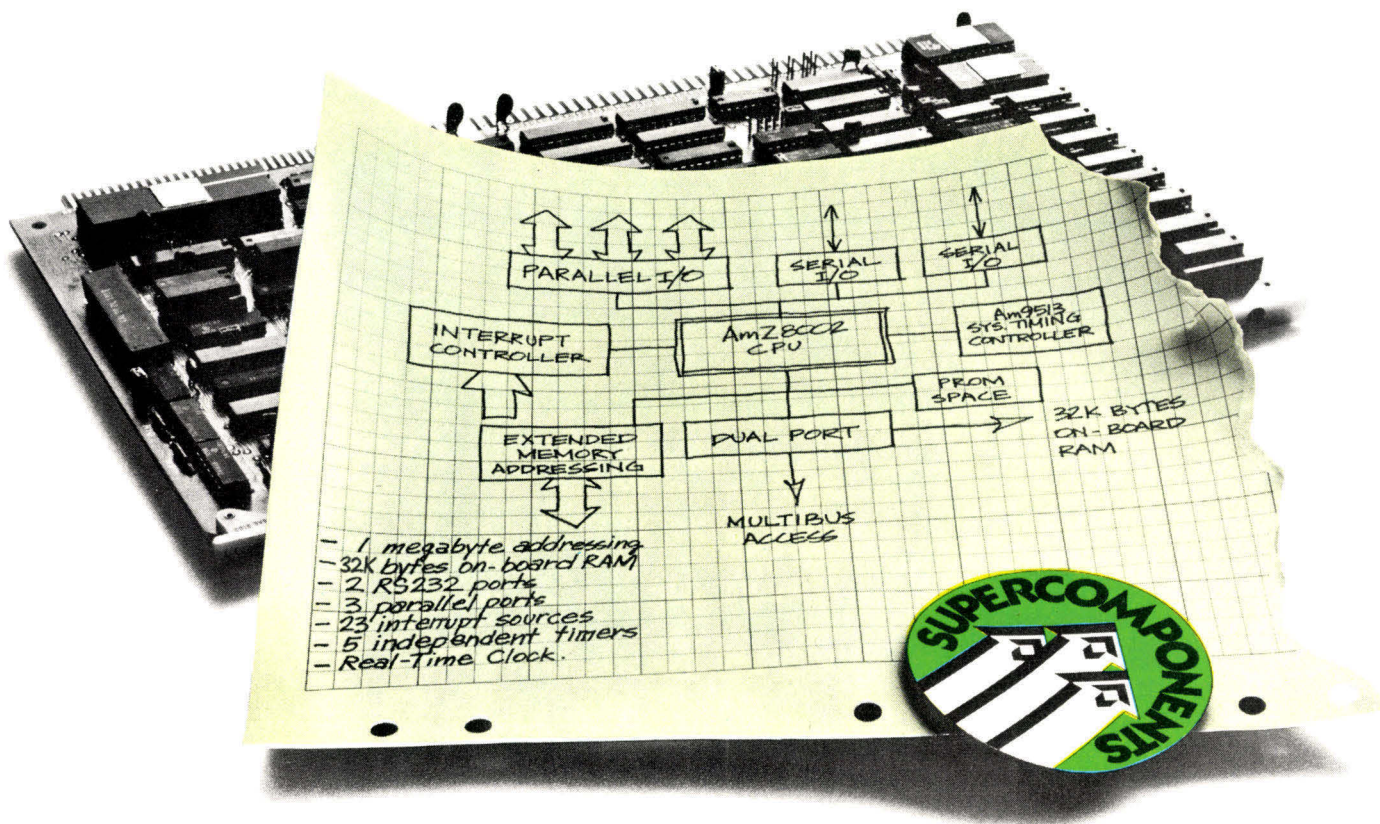 PARALLEL I/O
SERIAL
I/O
SERIAL
I/O
INTERRUPT
CONTROLLER
AmZ8002
CPU
Am9513
SYS. TIMING
CONTROLLER
PROM
SPACE
EXTENDED
MEMORY
ADDRESSING
DUAL PORT
32K BYTES
ON-BOARD
RAM
MULTIBUS
ACCESS
- 1 megabyte addressing
- 32K bytes on-board RAM
- 2 RS232 ports
- 3 parallel ports
- 23 interrupt sources
- 5 independent timers
- Real-Time Clock.
SUPERCOMPONENTS